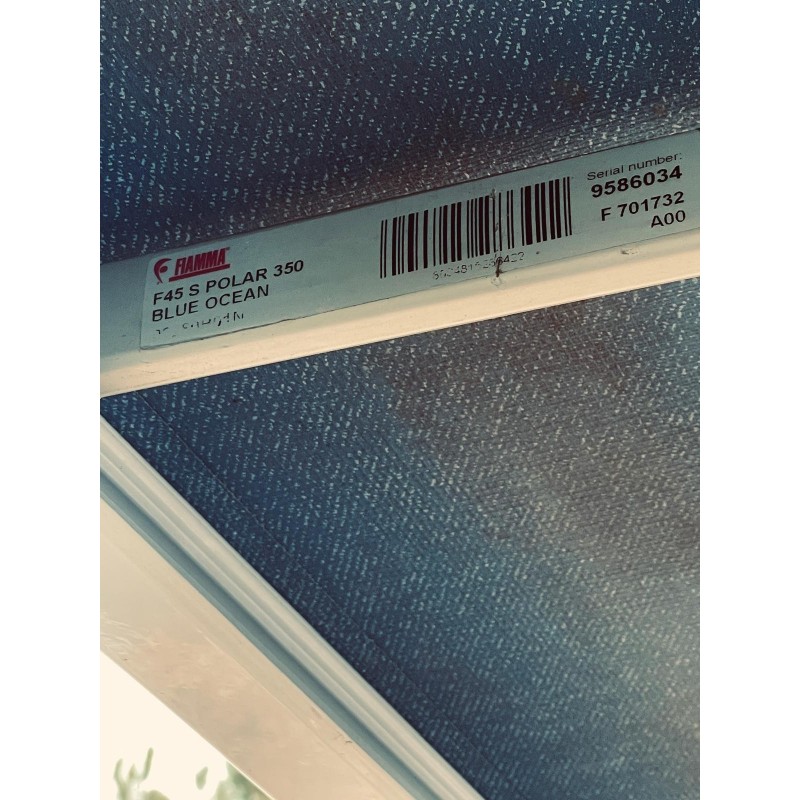 FIAMMA
F45 S POLAR 350
BLUE OCEAN
Serial number:
9586034
F 701732
A00